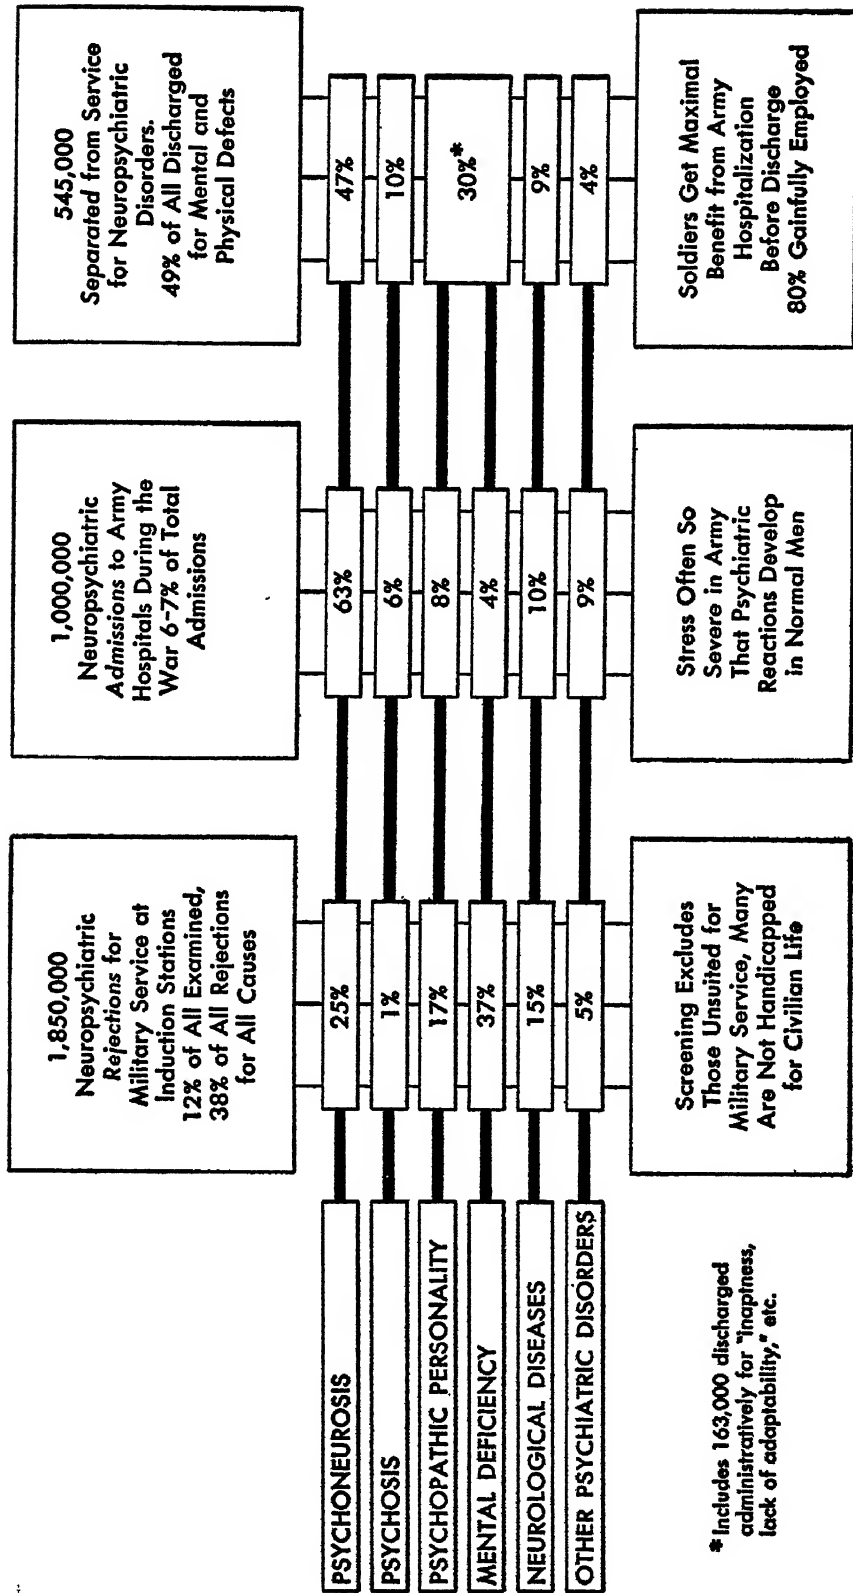 1,850,000
Neuropsychiatric
Rejections for
Military Service at
Induction Stations
12% of All Examined,
38% of All Rejections
for All Causes
1,000,000
Neuropsychiatric
Admissions to Army
Hospitals During the
War 6-7% of Total
Admissions
545,000
Separated from Service
for Neuropsychiatric
Disorders.
49% of All Discharged
for Mental and
Physical Defects
PSYCHONEUROSIS
25%
63%
47%
PSYCHOSIS
1%
6%
10%
PSYCHOPATHIC PERSONALITY
17%
8%
30%*
MENTAL DEFICIENCY
37%
4%
NEUROLOGICAL DISEASES
15%
10%
9%
OTHER PSYCHIATRIC DISORDERS
5%
9%
4%
Screening Excludes
Those Unsuited for
Military Service, Many
Are Not Handicapped
for Civilian Life
Stress Often So
Severe in Army
That Psychiatric
Reactions Develop
in Normal Men
Soldiers Get Maximal
Benefit from Army
Hospitalization
Before Discharge
80% Gainfully Employed
*Includes 163,000 discharged
administratively for "inaptness,
lack of adaptability," etc.